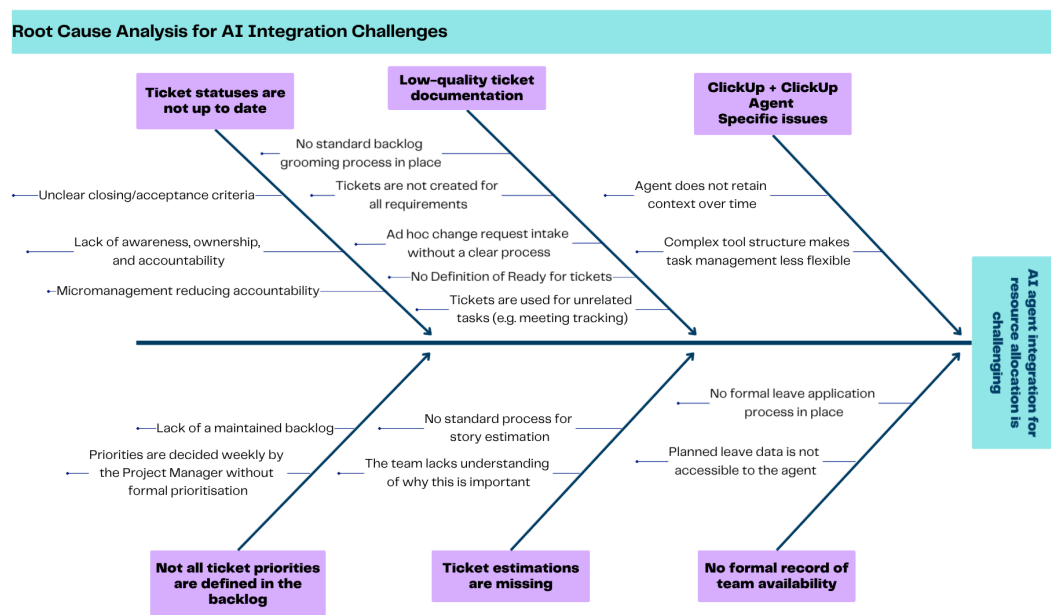 Root Cause Analysis for AI Integration Challenges
Ticket statuses are
not up to date
Unclear closing/acceptance criteria
Lack of awareness, ownership,
and accountability
Micromanagement reducing accountability
Low-quality ticket
documentation
No standard backlog
grooming process in place
Tickets are not created for
all requirements
Ad hoc change request intake
without a clear process
No Definition of Ready for tickets
Tickets are used for unrelated
tasks (e.g. meeting tracking)
ClickUp + ClickUp
Agent
Specific issues
Agent does not retain
context over time
Complex tool structure makes
task management less flexible
AI agent integration for
resource allocation is
challenging
Lack of a maintained backlog
Priorities are decided weekly by
the Project Manager without
formal prioritisation
Not all ticket priorities
are defined in the
backlog
No standard process for
story estimation
The team lacks understanding
of why this is important
Ticket estimations
are missing
No formal leave application
process in place
Planned leave data is not
accessible to the agent
No formal record of
team availability